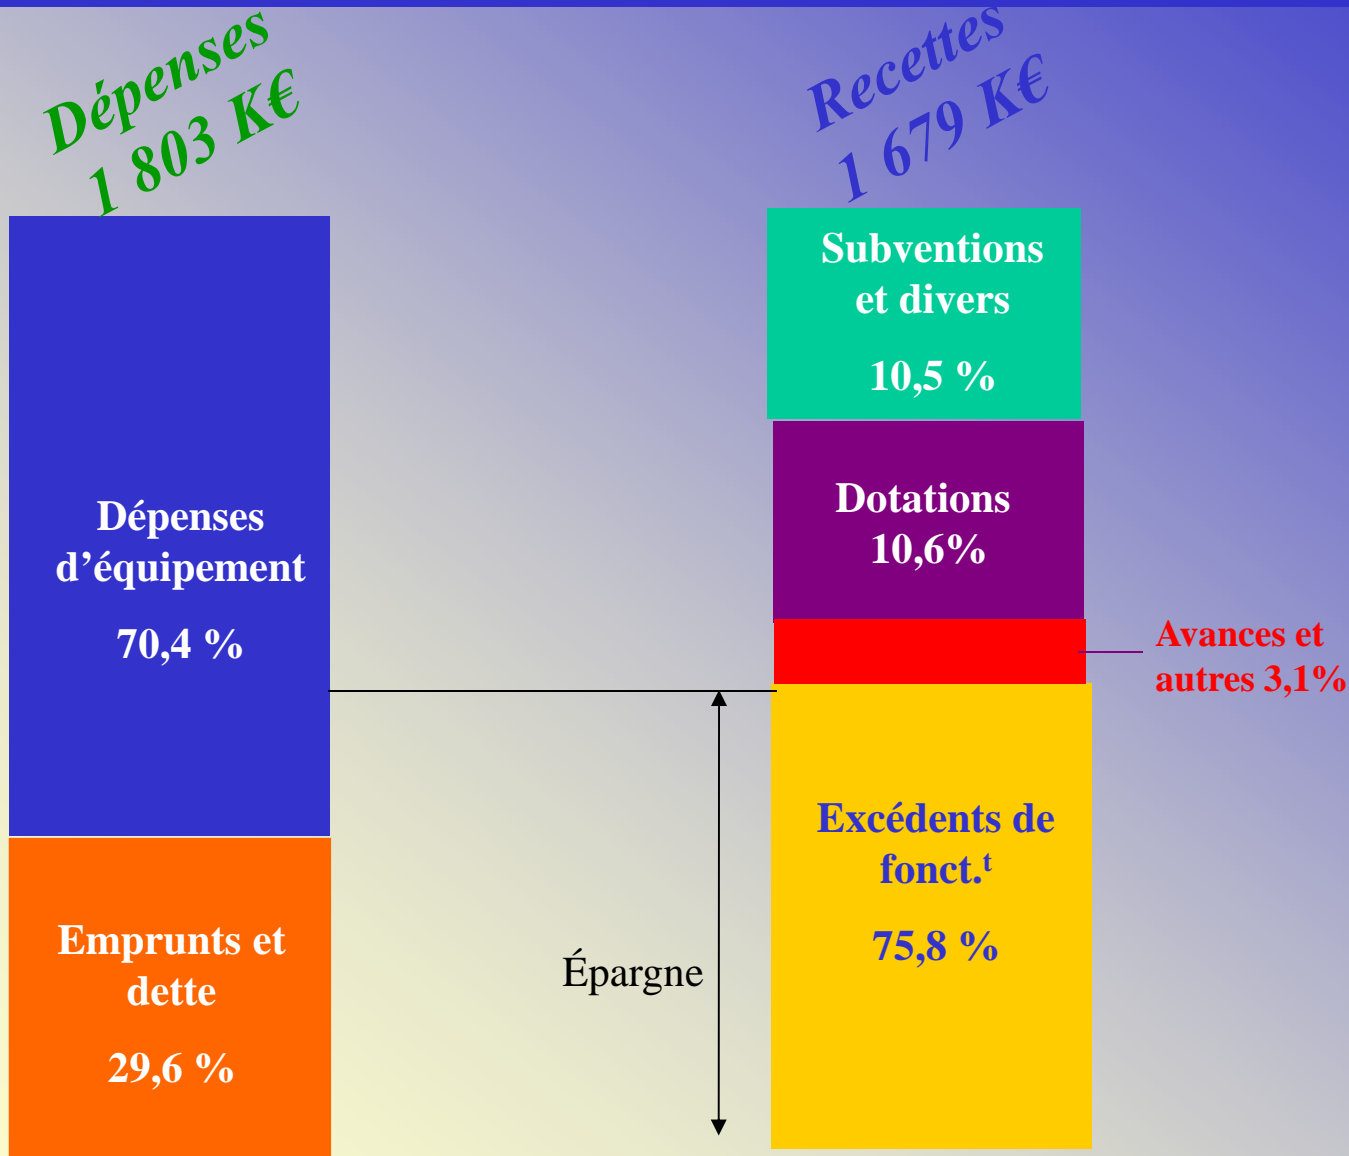 Dépenses
1 803 K€
Recettes
1 679 K€
Dépenses
d’équipement
70,4 %
Emprunts et
dette
29,6 %
Épargne
Subventions
et divers
10,5 %
Dotations
10,6%
Avances et
autres 3,1%
Excédents de
fonct.ᵗ
75,8 %